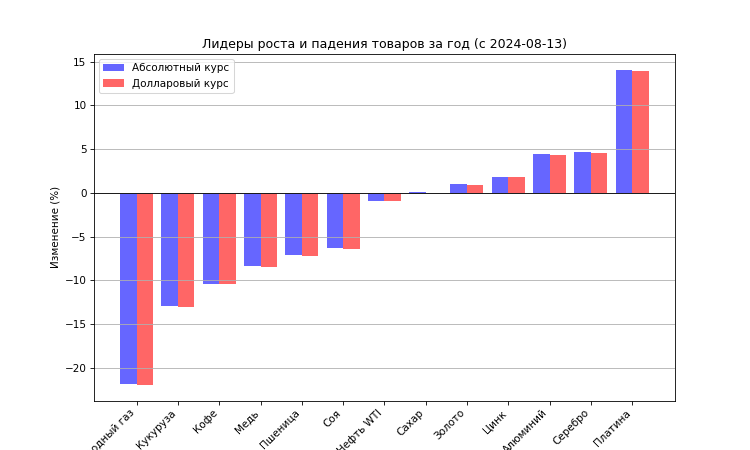 Лидеры роста и падения товаров за год (с 2024-08-13)
Абсолютный курс
Долларовый курс
Изменение (%)
15
10
5
0
−5
−10
−15
−20
одный газ
Кукуруза
Кофе
Медь
Пшеница
Соя
Нефть WTI
Сахар
Золото
Цинк
Алюминий
Серебро
Платина